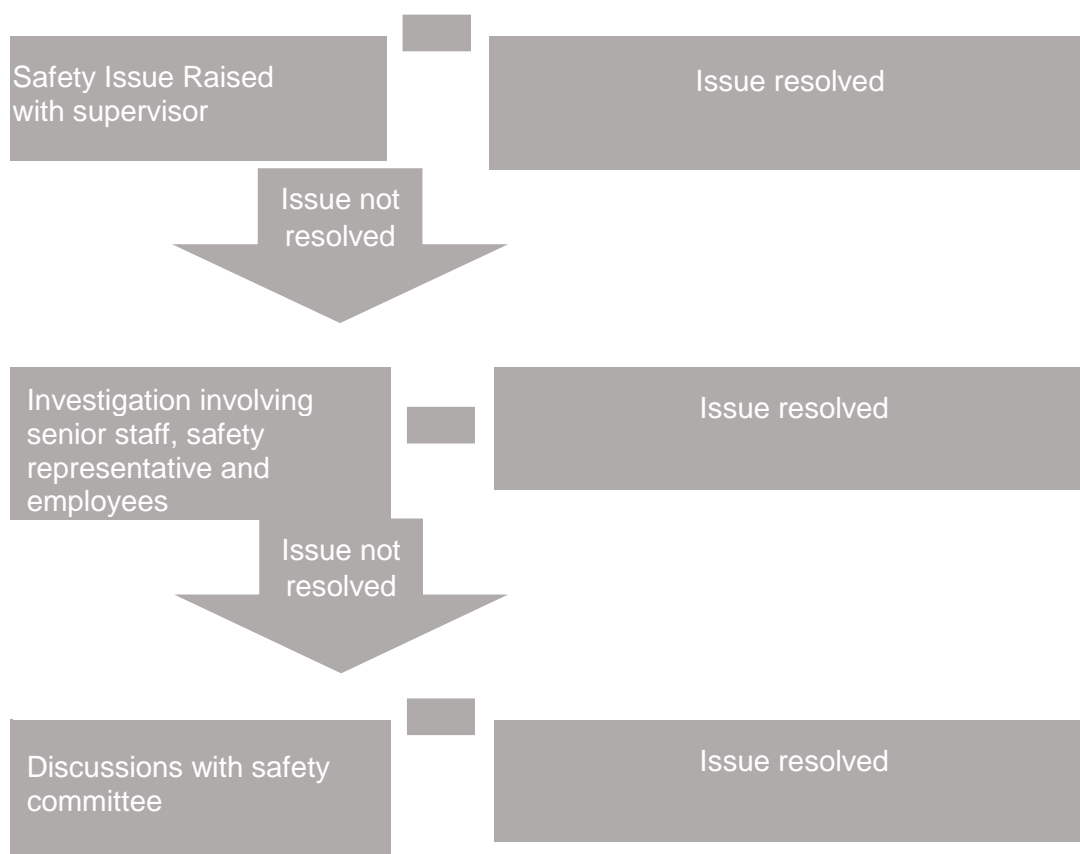 Safety Issue Raised
with supervisor
Issue resolved
Issue not
resolved
Investigation involving
senior staff, safety
representative and
employees
Issue resolved
Issue not
resolved
Discussions with safety
committee
Issue resolved